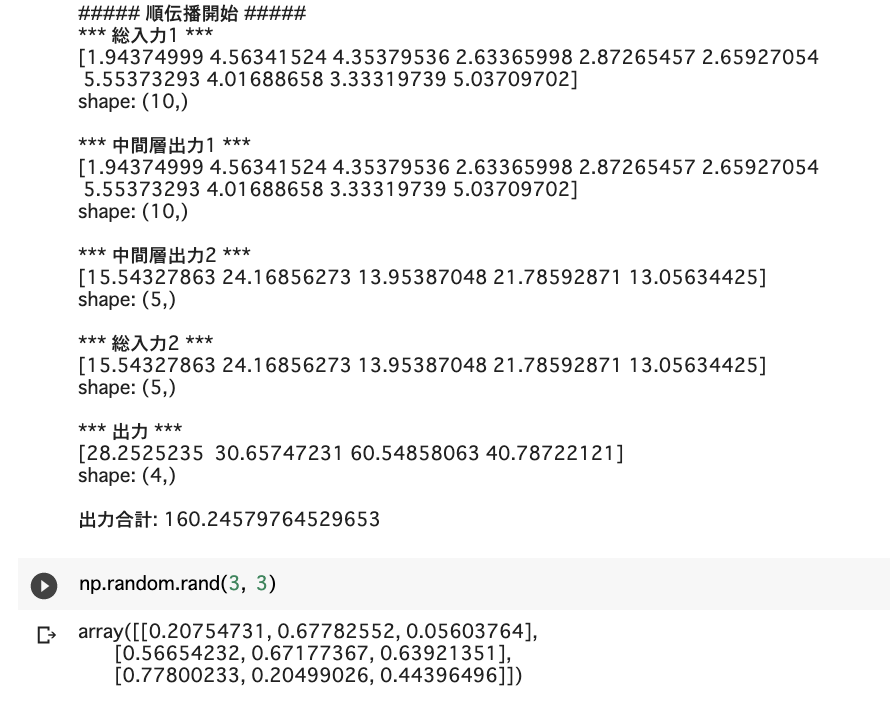 ##### 順伝播開始 #####
*** 総入力1 ***
[1.94374999 4.56341524 4.35379536 2.63365998 2.87265457 2.65927054
5.55373293 4.01688658 3.33319739 5.03709702]
shape: (10,)
*** 中間層出力1 ***
[1.94374999 4.56341524 4.35379536 2.63365998 2.87265457 2.65927054
5.55373293 4.01688658 3.33319739 5.03709702]
shape: (10,)
*** 中間層出力2 ***
[15.54327863 24.16856273 13.95387048 21.78592871 13.05634425]
shape: (5,)
*** 総入力2 ***
[15.54327863 24.16856273 13.95387048 21.78592871 13.05634425]
shape: (5,)
*** 出力 ***
[28.2525235  30.65747231 60.54858063 40.78722121]
shape: (4,)
出力合計: 160.24579764529653
np.random.rand(3, 3)
array([[0.20754731, 0.67782552, 0.05603764],
[0.56654232, 0.67177367, 0.63921351],
[0.77800233, 0.20499026, 0.44396496]])